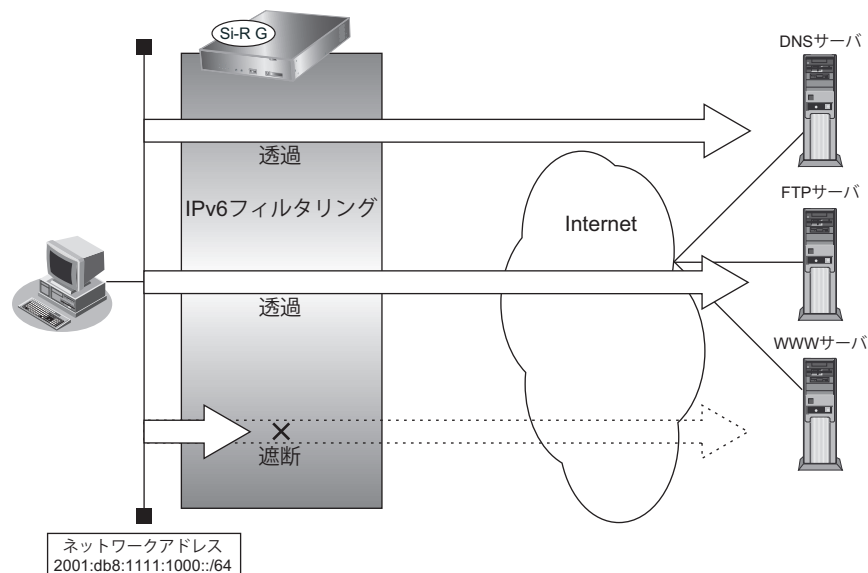 Si-R G
DNSサーバ
透過
IPv6フィルタリング
FTPサーバ
Internet
透過
WWWサーバ
×
遮断
ネットワークアドレス
2001:db8:1111:1000::/64